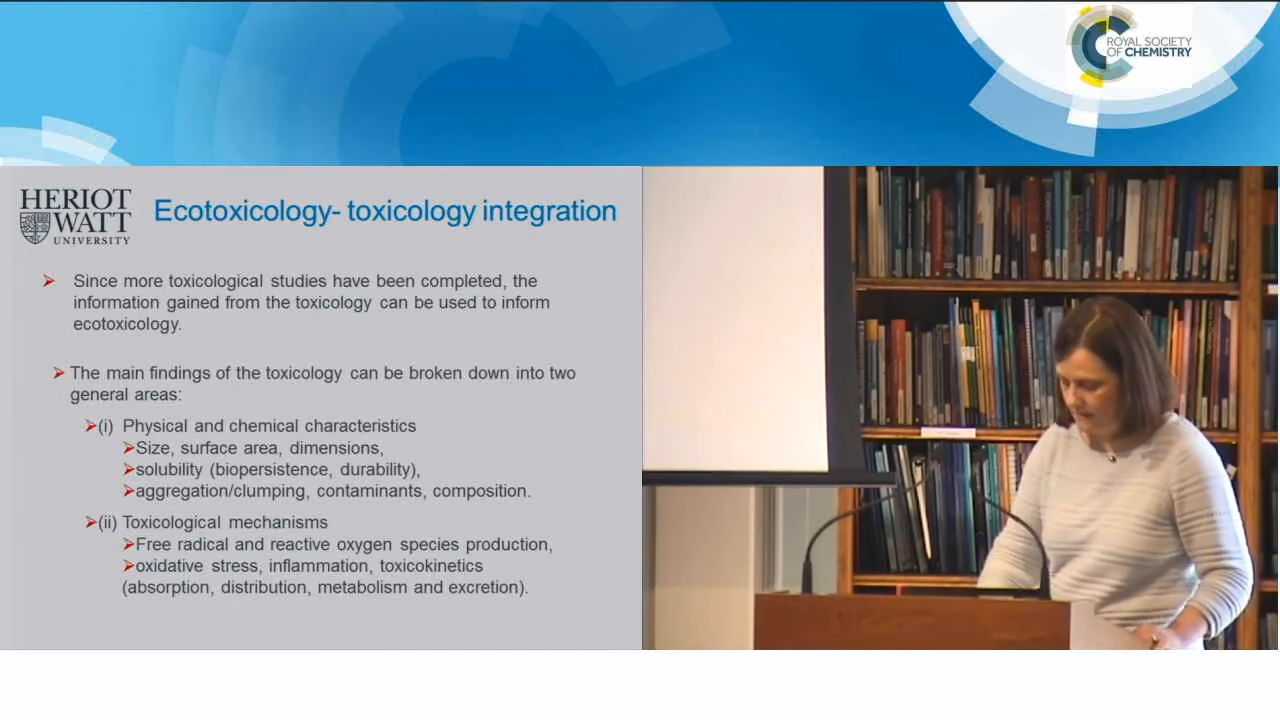 ROYAL SOCIETY
OF CHEMISTRY
HERIOT
WATT
UNIVERSITY
Ecotoxicology- toxicology integration
Since more toxicological studies have been completed, the
information gained from the toxicology can be used to inform
ecotoxicology.
The main findings of the toxicology can be broken down into two
general areas:
(i) Physical and chemical characteristics
Size, surface area, dimensions,
solubility (biopersistence, durability),
aggregation/clumping, contaminants, composition.
(ii) Toxicological mechanisms
Free radical and reactive oxygen species production,
oxidative stress, inflammation, toxicokinetics
(absorption, distribution, metabolism and excretion).